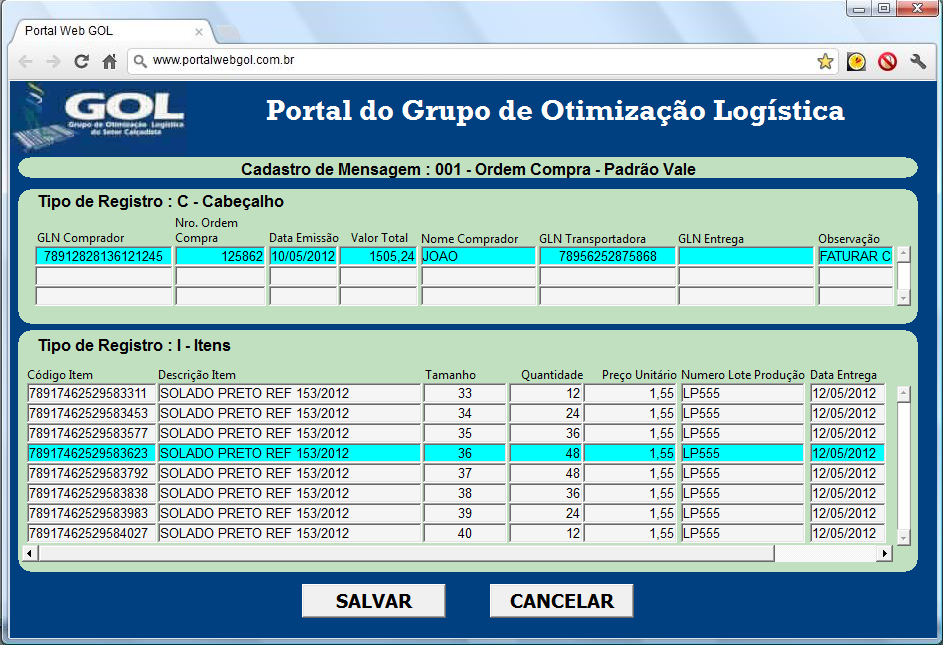 Portal Web GOL
www.portalwebgol.com.br
GOL
Grupo de Otimização Logística
do Setor Calçadista
Portal do Grupo de Otimização Logística
Cadastro de Mensagem : 001 - Ordem Compra - Padrão Vale
Tipo de Registro : C - Cabeçalho
GLN Comprador Nro. Ordem Compra Data Emissão Valor Total Nome Comprador GLN Transportadora GLN Entrega Observação
78912828136121245 125862 10/05/2012 1505,24 JOAO 78956252875868 FATURAR C
Tipo de Registro : I - Itens
Código Item Descrição Item Tamanho Quantidade Preço Unitário Numero Lote Produção Data Entrega
78917462529583311 SOLADO PRETO REF 153/2012 33 12 1,55 LP555 12/05/2012
78917462529583453 SOLADO PRETO REF 153/2012 34 24 1,55 LP555 12/05/2012
78917462529583577 SOLADO PRETO REF 153/2012 35 36 1,55 LP555 12/05/2012
78917462529583623 SOLADO PRETO REF 153/2012 36 48 1,55 LP555 12/05/2012
78917462529583792 SOLADO PRETO REF 153/2012 37 48 1,55 LP555 12/05/2012
78917462529583838 SOLADO PRETO REF 153/2012 38 36 1,55 LP555 12/05/2012
78917462529583983 SOLADO PRETO REF 153/2012 39 24 1,55 LP555 12/05/2012
78917462529584027 SOLADO PRETO REF 153/2012 40 12 1,55 LP555 12/05/2012
SALVAR CANCELAR